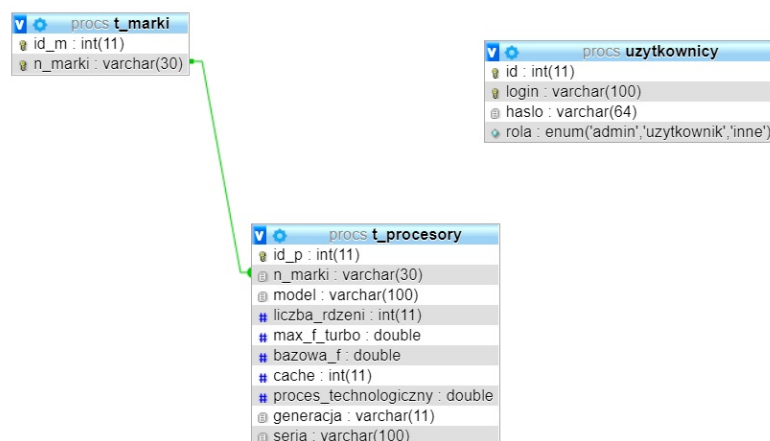 procs t_marki
id_m : int(11)
n_marki : varchar(30)
procs uzytkownicy
id : int(11)
login : varchar(100)
haslo : varchar(64)
rola : enum('admin','uzytkownik','inne')
procs t_procesory
id_p : int(11)
n_marki : varchar(30)
model : varchar(100)
# liczba_rdzeni : int(11)
# max_f_turbo : double
# bazowa_f : double
# cache : int(11)
# proces_technologiczny : double
generacja : varchar(11)
seria : varchar(100)